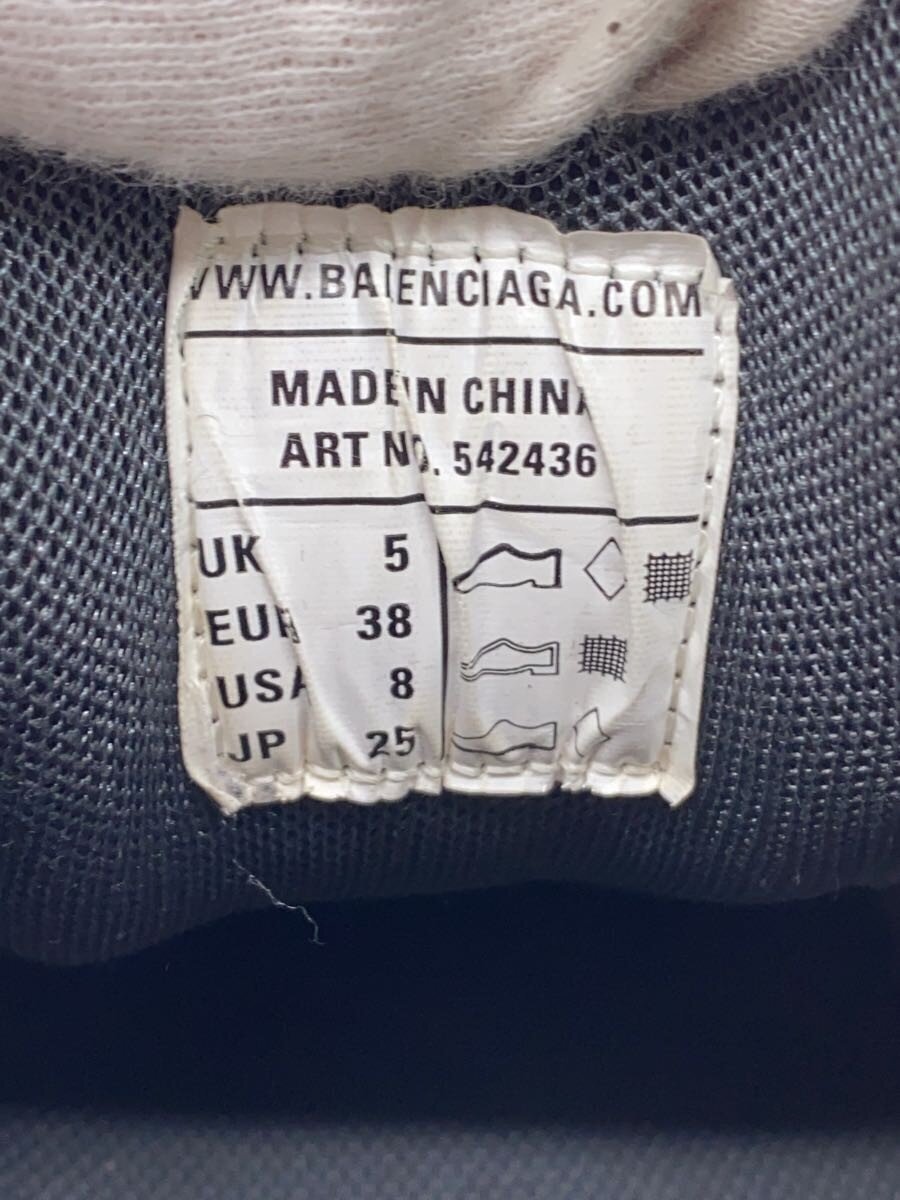 WWW.BALENCIAGA.COM
MADE IN CHINA
ART NO. 542436
UK 5
EUR 38
USA 8
JP 25